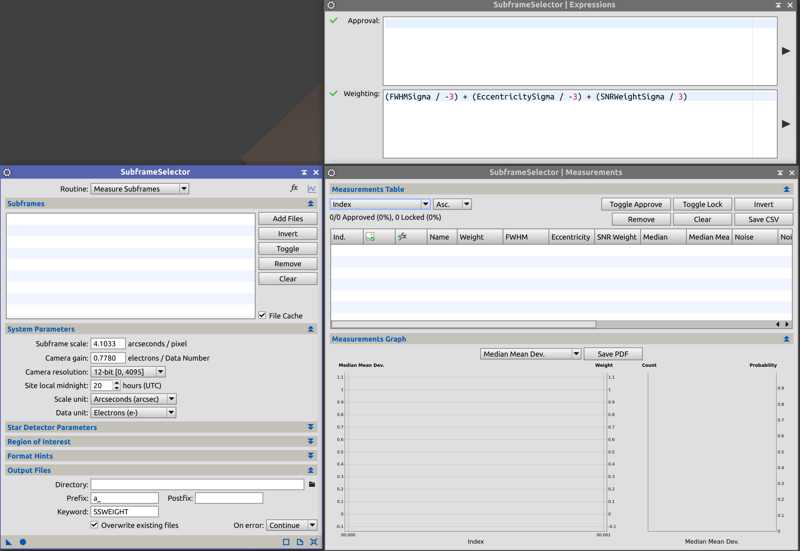 SubframeSelector | Expressions
Approval:
Weighting: (FWHMSigma / -3) + (EccentricitySigma / -3) + (SNRWeightSigma / 3)
SubframeSelector
Routine: Measure Subframes
Subframes
Add Files
Invert
Toggle
Remove
Clear
File Cache
System Parameters
Subframe scale: 4.1033 arcseconds / pixel
Camera gain: 0.7780 electrons / Data Number
Camera resolution: 12-bit [0, 4095]
Site local midnight: 20 hours (UTC)
Scale unit: Arcseconds (arcsec)
Data unit: Electrons (e-)
Star Detector Parameters
Region of Interest
Format Hints
Output Files
Directory:
Prefix: a_ Postfix:
Keyword: SSWEIGHT
Overwrite existing files On error: Continue
SubframeSelector | Measurements
Measurements Table
Index Asc. Toggle Approve Toggle Lock Invert
0/0 Approved (0%), 0 Locked (0%) Remove Clear Save CSV
Ind. Name Weight FWHM Eccentricity SNR Weight Median Median Mea Noise Noi
Measurements Graph
Median Mean Dev. Save PDF
Median Mean Dev. Weight Count Probability
1.1 1.1
1 1 0.9
0.9 0.9 0.8
0.8 0.8 0.7
0.7 0.7
0.6 0.6 0.6
0.5 0.5 0.5
0.4 0.4 0.4
0.3 0.3 0.3
0.2 0.2 0.2
0.1 0.1
0 0 0.1
-0.1 -0.1 0
00.000 00.001
Index Median Mean Dev.